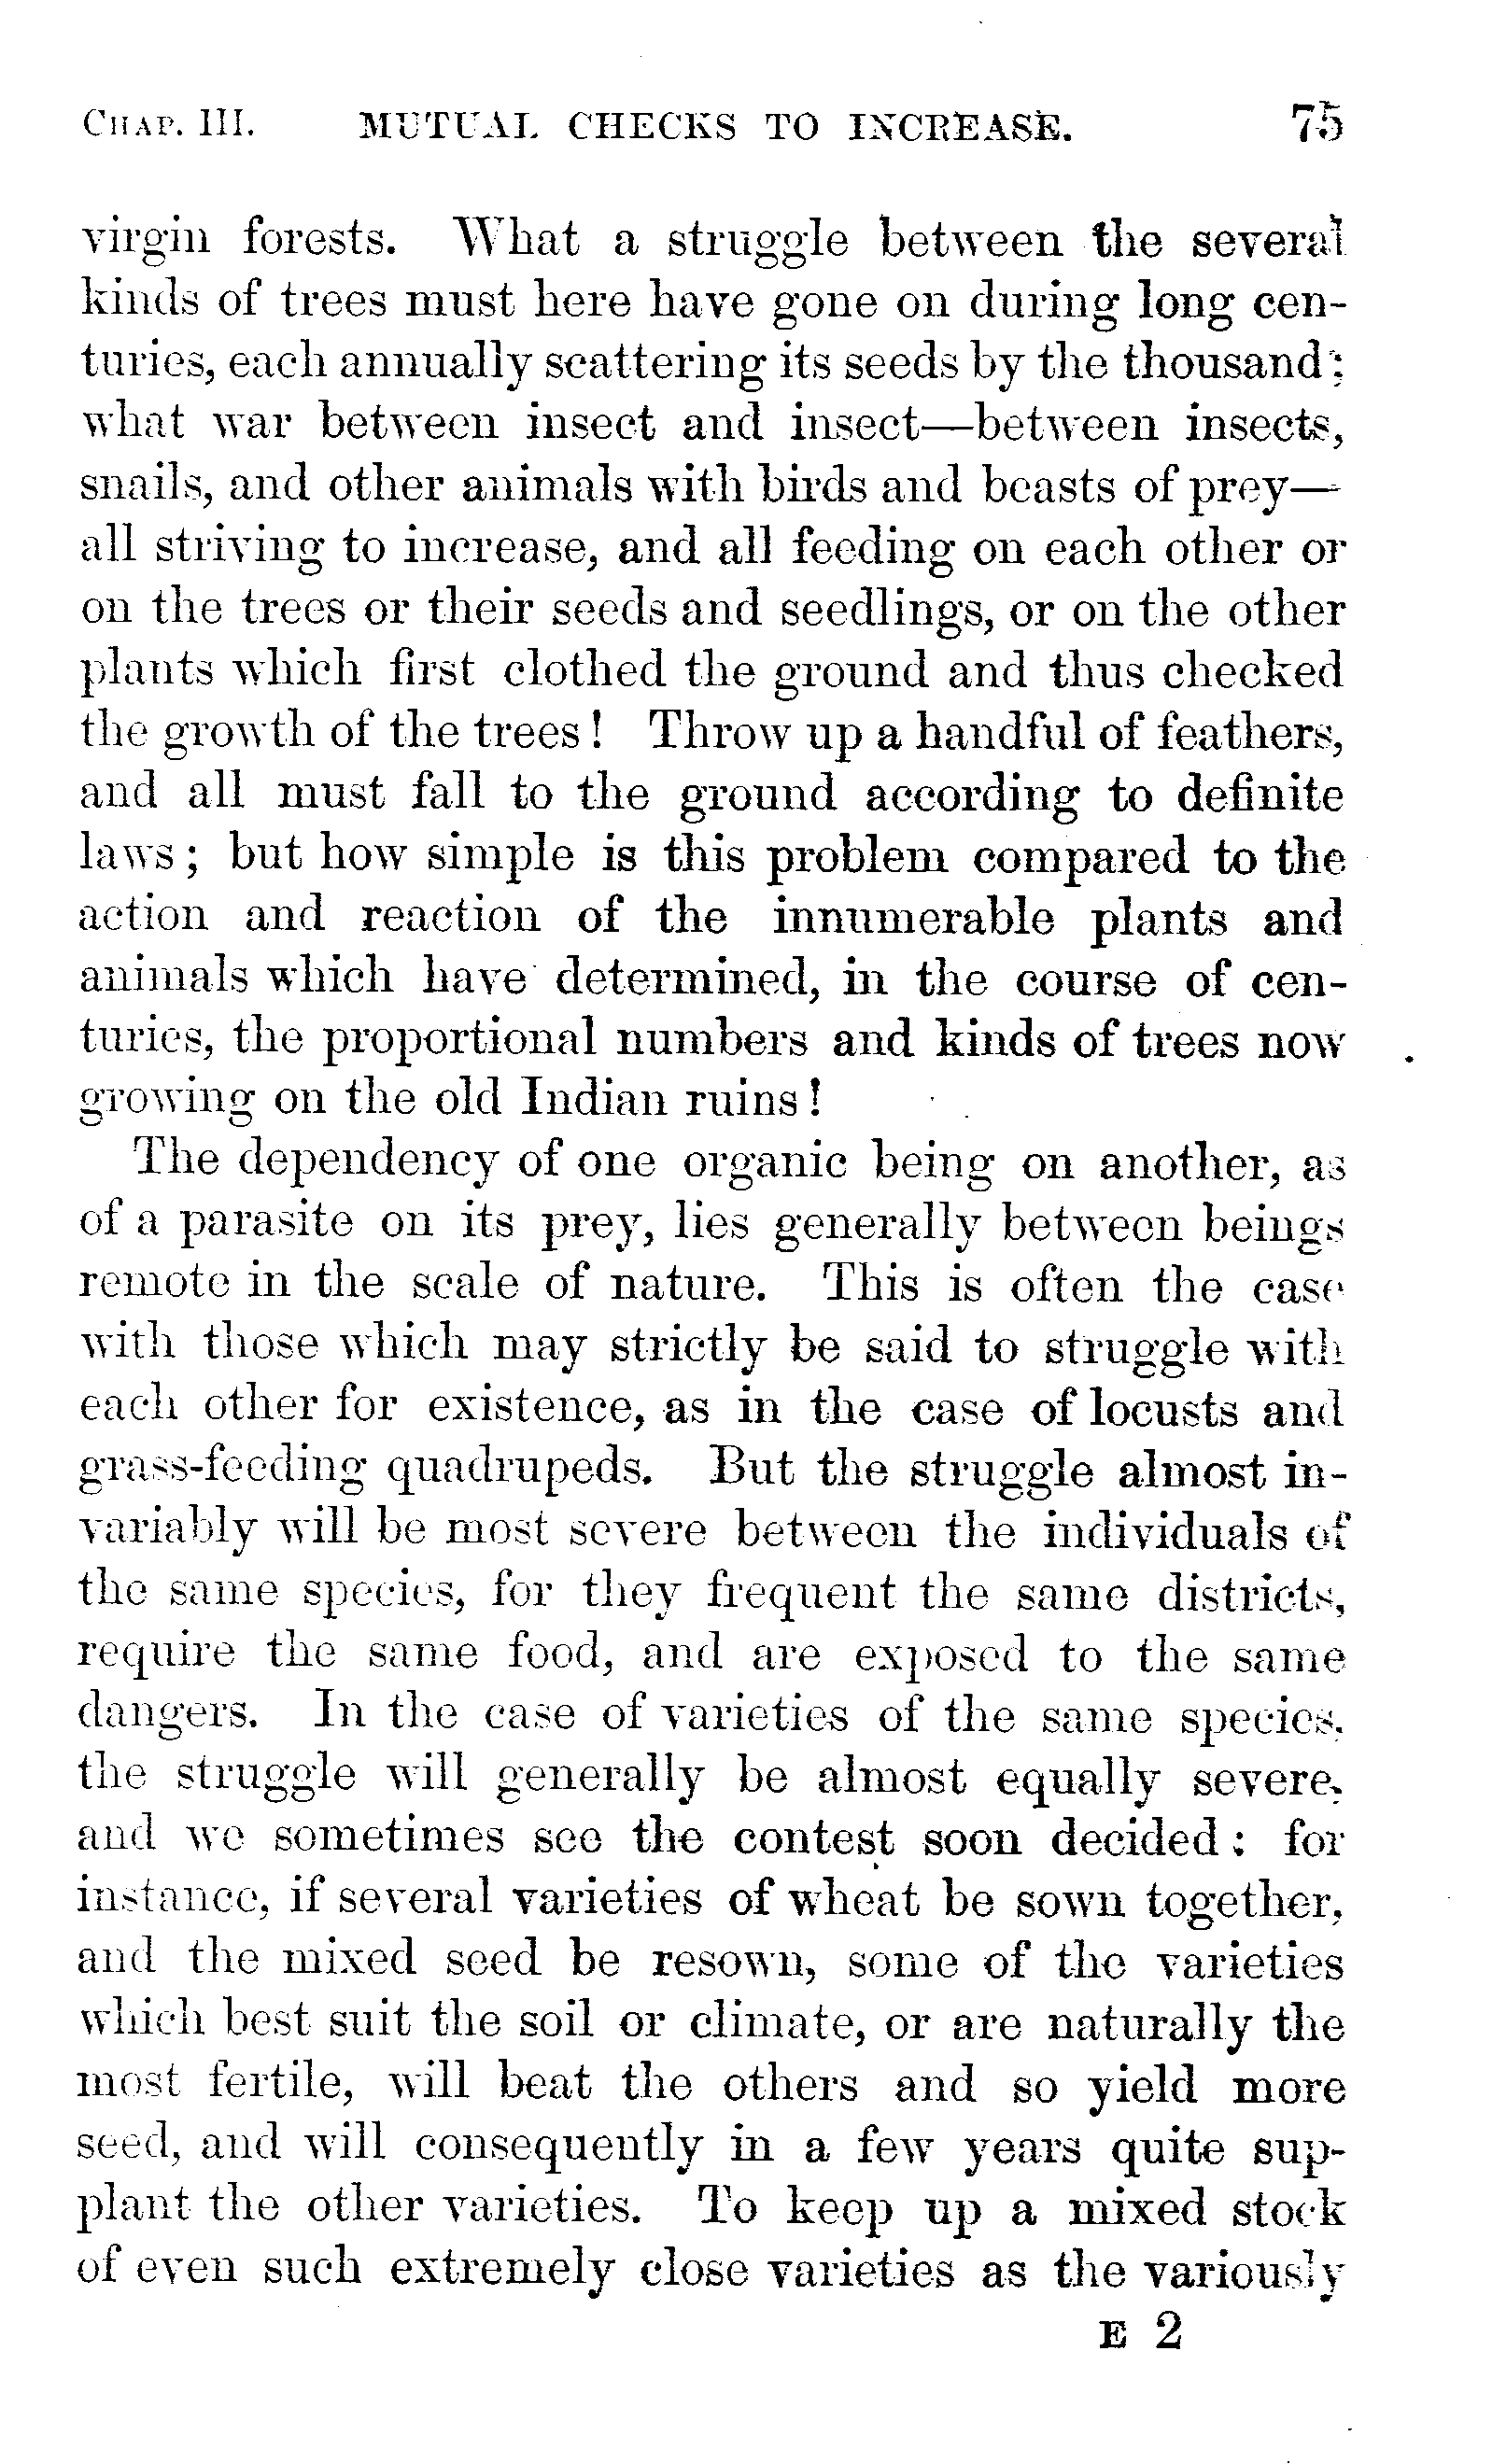 CHAP. III. MUTUAL CHECKS TO INCREASE. 75
virgin forests. What a struggle between the several
kinds of trees must here have gone on during long cen-
turies, each annually scattering its seeds by the thousand;
what war between insect and insect—between insects,
snails, and other animals with birds and beasts of prey—
all striving to increase, and all feeding on each other or
on the trees or their seeds and seedlings, or on the other
plants which first clothed the ground and thus checked
the growth of the trees! Throw up a handful of feathers,
and all must fall to the ground according to definite
laws; but how simple is this problem compared to the
action and reaction of the innumerable plants and
animals which have determined, in the course of cen-
turies, the proportional numbers and kinds of trees now
growing on the old Indian ruins!
The dependency of one organic being on another, as
of a parasite on its prey, lies generally between beings
remote in the scale of nature. This is often the case
with those which may strictly be said to struggle with
each other for existence, as in the case of locusts and
grass-feeding quadrupeds. But the struggle almost in-
variably will be most severe between the individuals of
the same species, for they frequent the same districts,
require the same food, and are exposed to the same
dangers. In the case of varieties of the same species,
the struggle will generally be almost equally severe,
and we sometimes see the contest soon decided: for
instance, if several varieties of wheat be sown together,
and the mixed seed be resown, some of the varieties
which best suit the soil or climate, or are naturally the
most fertile, will beat the others and so yield more
seed, and will consequently in a few years quite sup-
plant the other varieties. To keep up a mixed stock
of even such extremely close varieties as the variously
E 2